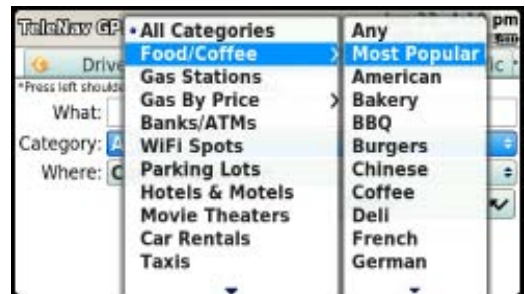 TeleNav GP
pm
Drive
ic
*Press left shoulde
What:
Category: A
Where: C
•All Categories
Food/Coffee
Gas Stations
Gas By Price
Banks/ATMs
WiFi Spots
Parking Lots
Hotels & Motels
Movie Theaters
Car Rentals
Taxis
Any
Most Popular
American
Bakery
BBQ
Burgers
Chinese
Coffee
Deli
French
German